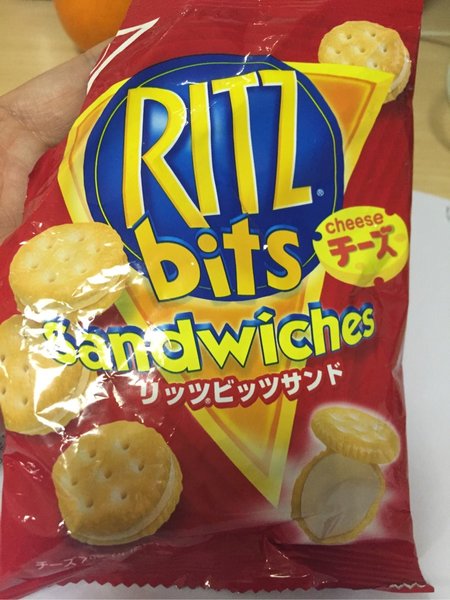 RITZ®
bits
cheese
チーズ
Sandwiches
リッツビッツサンド